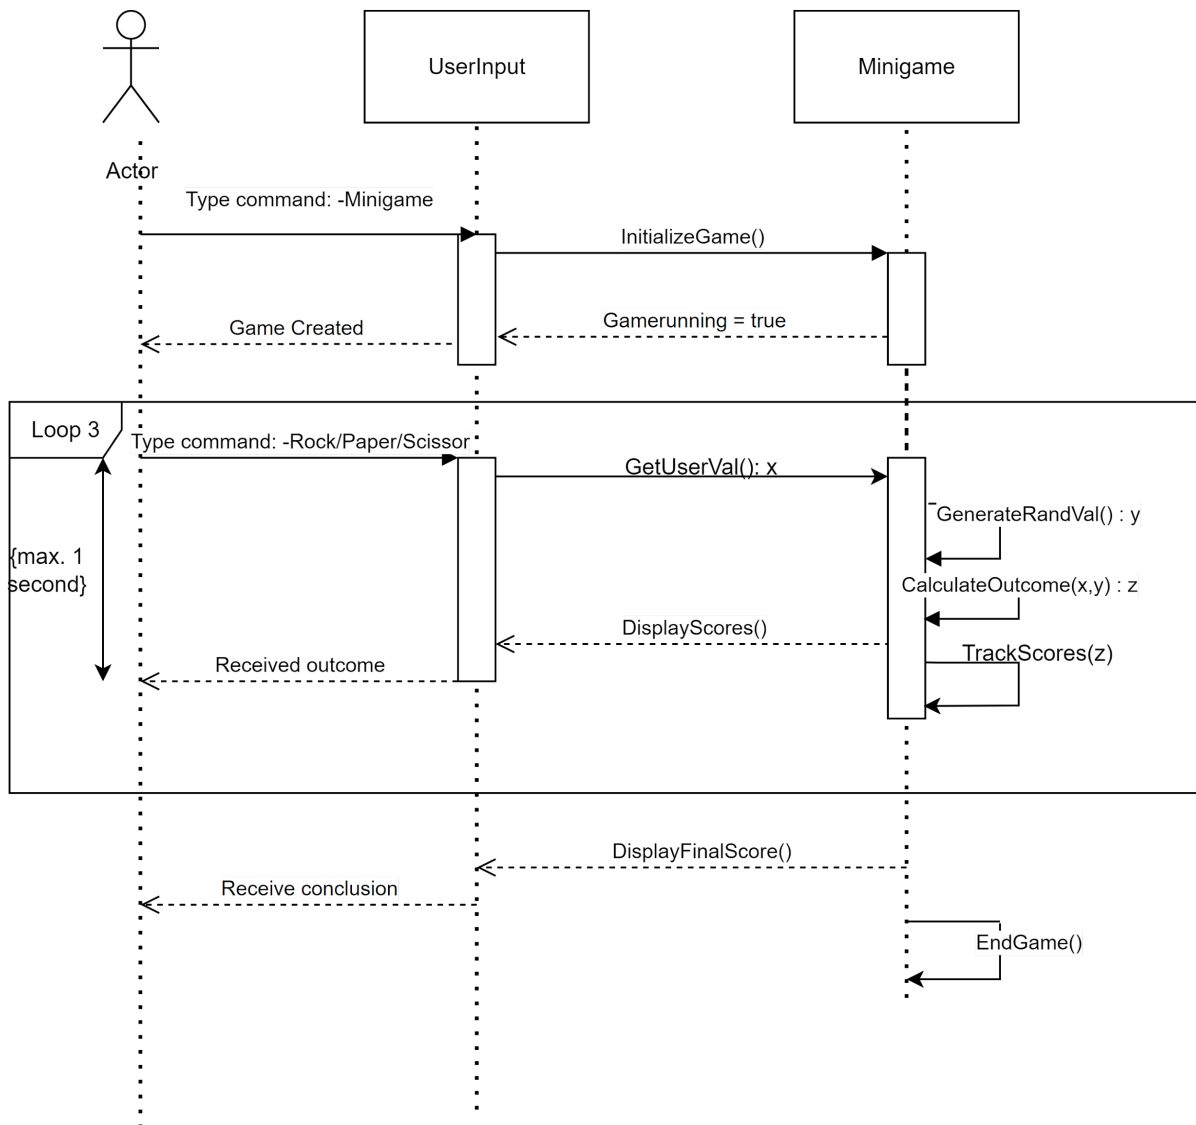 UserInput
Minigame
Actor
Type command: -Minigame
InitializeGame()
Gamerunning = true
Game Created
Loop 3
Type command: -Rock/Paper/Scissor
GetUserVal(): x
GenerateRandVal() : y
{max. 1
second}
CalculateOutcome(x,y) : z
DisplayScores()
TrackScores(z)
Received outcome
DisplayFinalScore()
Receive conclusion
EndGame()